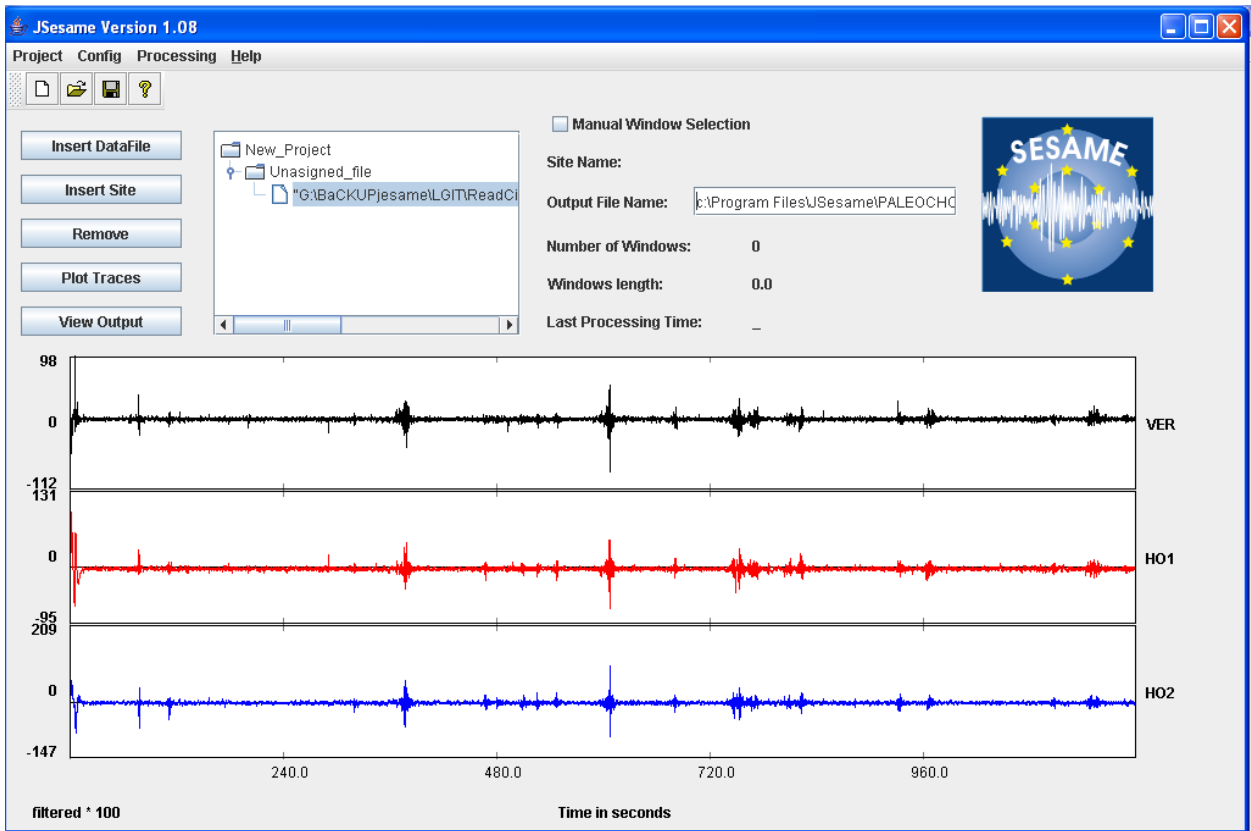 JSesame Version 1.08
Project Config Processing Help
Insert DataFile
Insert Site
Remove
Plot Traces
View Output
New_Project
Unasigned_file
"G:\BaCKUPjesame\LGIT\ReadCi
Manual Window Selection
Site Name:
Output File Name: c:\Program Files\JSesame\PALEOCHO
Number of Windows: 0
Windows length: 0.0
Last Processing Time: _
SESAME
98
0
-112
VER
131
0
-95
HO1
209
0
-147
HO2
240.0 480.0 720.0 960.0
filtered * 100
Time in seconds